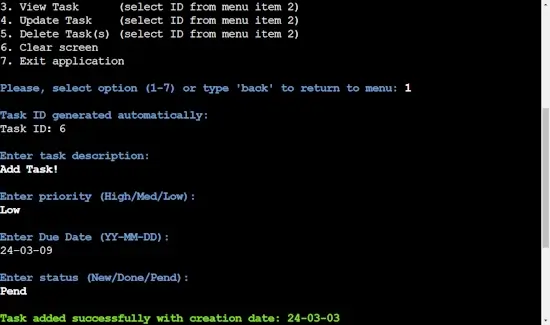 3. View Task (select ID from menu item 2)
4. Update Task (select ID from menu item 2)
5. Delete Task(s) (select ID from menu item 2)
6. Clear screen
7. Exit application
Please, select option (1-7) or type 'back' to return to menu: 1
Task ID generated automatically:
Task ID: 6
Enter task description:
Add Task!
Enter priority (High/Med/Low):
Low
Enter Due Date (YY-MM-DD):
24-03-09
Enter status (New/Done/Pend):
Pend
Task added successfully with creation date: 24-03-03